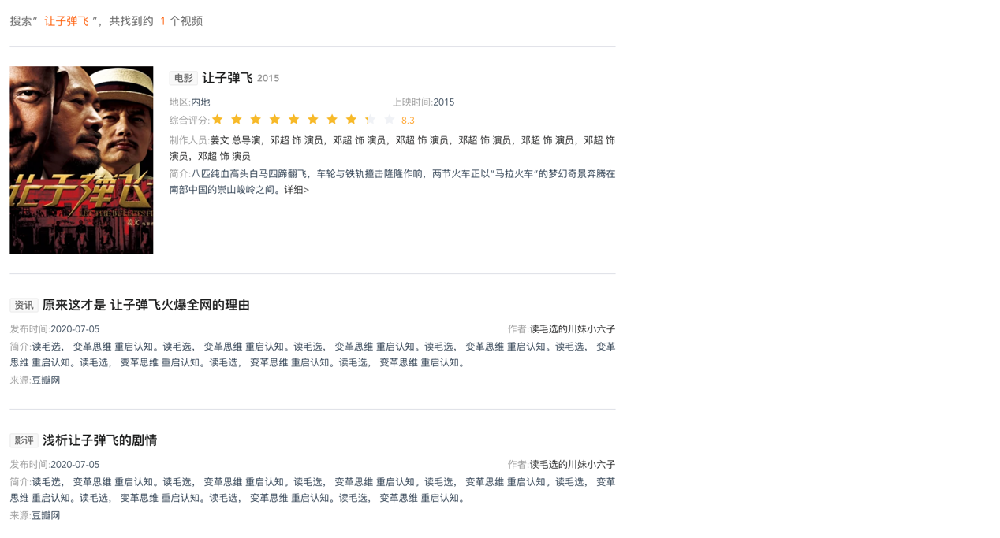 搜索“ 让子弹飞 ”，共找到约 1 个视频
电影 让子弹飞 2015
地区:内地 上映时间:2015
综合评分: 8.3
制作人员:姜文 总导演，邓超 饰 演员，邓超 饰 演员，邓超 饰 演员，邓超 饰 演员，邓超 饰 演员，邓超 饰
演员，邓超 饰 演员
简介:八匹纯血高头白马四蹄翻飞，车轮与铁轨撞击隆隆作响，两节火车正以“马拉火车”的梦幻奇景奔腾在
南部中国的崇山峻岭之间。详细>
让子弹飞
LET THE BULLETS FLY
姜文
资讯 原来这才是 让子弹飞火爆全网的理由
发布时间:2020-07-05 作者:读毛选的川妹小六子
简介:读毛选， 变革思维 重启认知。读毛选， 变革思维 重启认知。读毛选， 变革思维 重启认知。读毛选， 变革思维 重启认知。读毛选， 变革
思维 重启认知。读毛选， 变革思维 重启认知。读毛选， 变革思维 重启认知。读毛选， 变革思维 重启认知。
来源:豆瓣网
影评 浅析让子弹飞的剧情
发布时间:2020-07-05 作者:读毛选的川妹小六子
简介:读毛选， 变革思维 重启认知。读毛选， 变革思维 重启认知。读毛选， 变革思维 重启认知。读毛选， 变革思维 重启认知。读毛选， 变革
思维 重启认知。读毛选， 变革思维 重启认知。读毛选， 变革思维 重启认知。读毛选， 变革思维 重启认知。
来源:豆瓣网